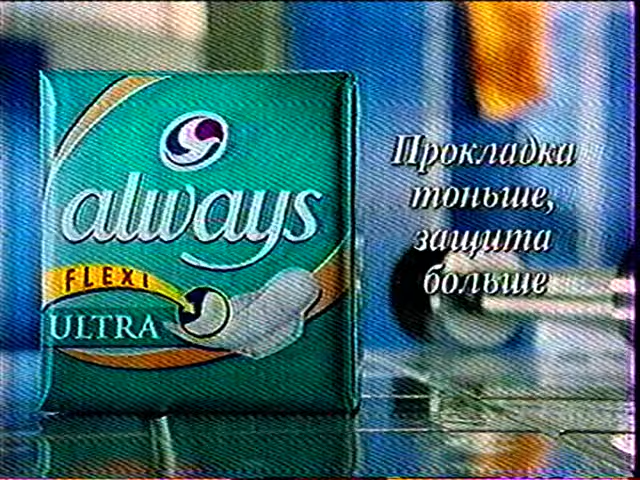 always
FLEXI
ULTRA
Прокладка
тоньше,
защита
больше